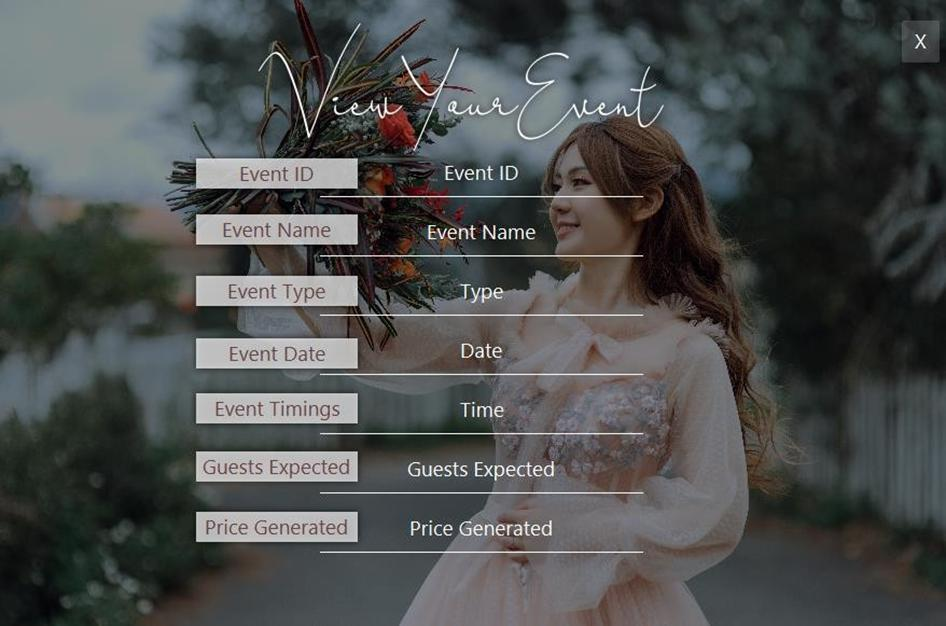 X
View Your Event
Event ID Event ID
Event Name Event Name
Event Type Type
Event Date Date
Event Timings Time
Guests Expected Guests Expected
Price Generated Price Generated